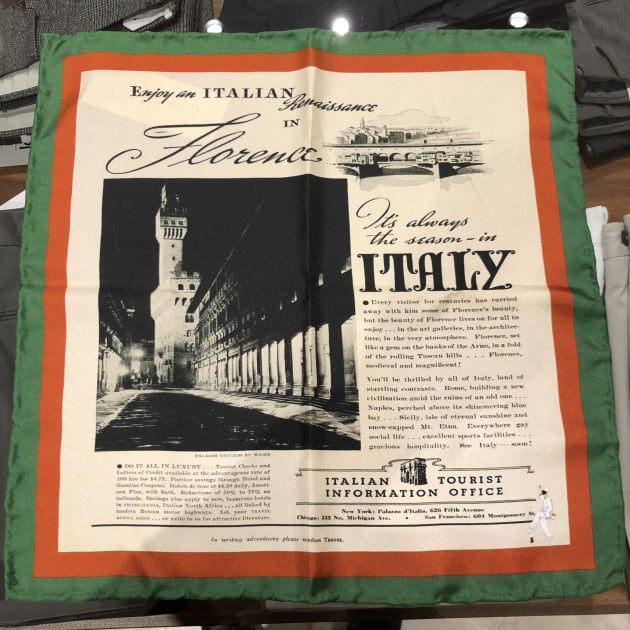 Enjoy an ITALIAN Renaissance
IN
Florence
It's always
the season-in
ITALY
● Every visitor for centuries has carried
away with him some of Florence's beauty,
but the beauty of Florence lives on for all to
enjoy . . . in the art galleries, in the architec-
ture, in the very atmosphere. Florence, set
like a gem on the banks of the Arno, in a fold
of the rolling Tuscan hills . . . Florence,
medieval and magnificent!
You'll be thrilled by all of Italy, land of
startling contrasts. Rome, building a new
civilization amid the ruins of an old one . . .
Naples, perched above its shimmering blue
bay . . . Sicily, isle of eternal sunshine and
snow-capped Mt. Etna. Everywhere gay
social life . . . excellent sports facilities . . .
gracious hospitality. See Italy — soon!
PALAZZO VECCHIO BY NIGHT
● DO IT ALL IN LUXURY . . . Tourist Checks and
Letters of Credit available at the advantageous rate of
100 lire for $4.75. Further savings through Hotel and
Gasoline Coupons. Hotels de luxe at $3.50 daily, Ameri-
can Plan, with bath. Reductions of 50% to 70% on
railroads. Savings also apply to new, luxurious hotels
in Italian North Africa . . . all linked by
modern Roman motor highways. Ask your TRAVEL
AGENT, BANK . . . or write to us for attractive literature.
ITALIAN TOURIST
INFORMATION OFFICE
New York: Palazzo d'Italia, 626 Fifth Avenue
Chicago: 333 No. Michigan Ave. • San Francisco: 604 Montgomery St.
In writing advertisers please mention TRAVEL
5